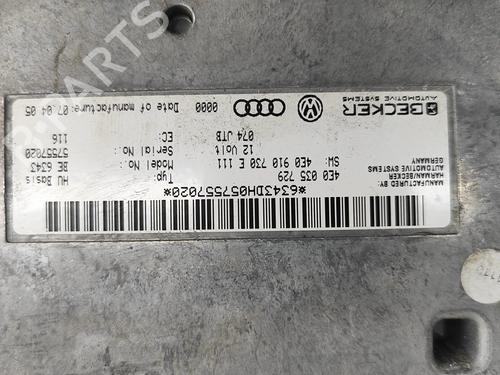 *6343DH057557020*
MANUFACTURED BY:
HARMAN/BECKER
AUTOMOTIVE SYSTEMS
GERMANY
4E0 035 729 Typ: HU Basis
SW: 4E0 910 730 E 111 Model No.: BE 6343
12 Volt Serial No.: 57557020
074 JTB EC: 116
BECKER
AUTOMOTIVE SYSTEMS
0000 Date of manufacture: 07.04.05